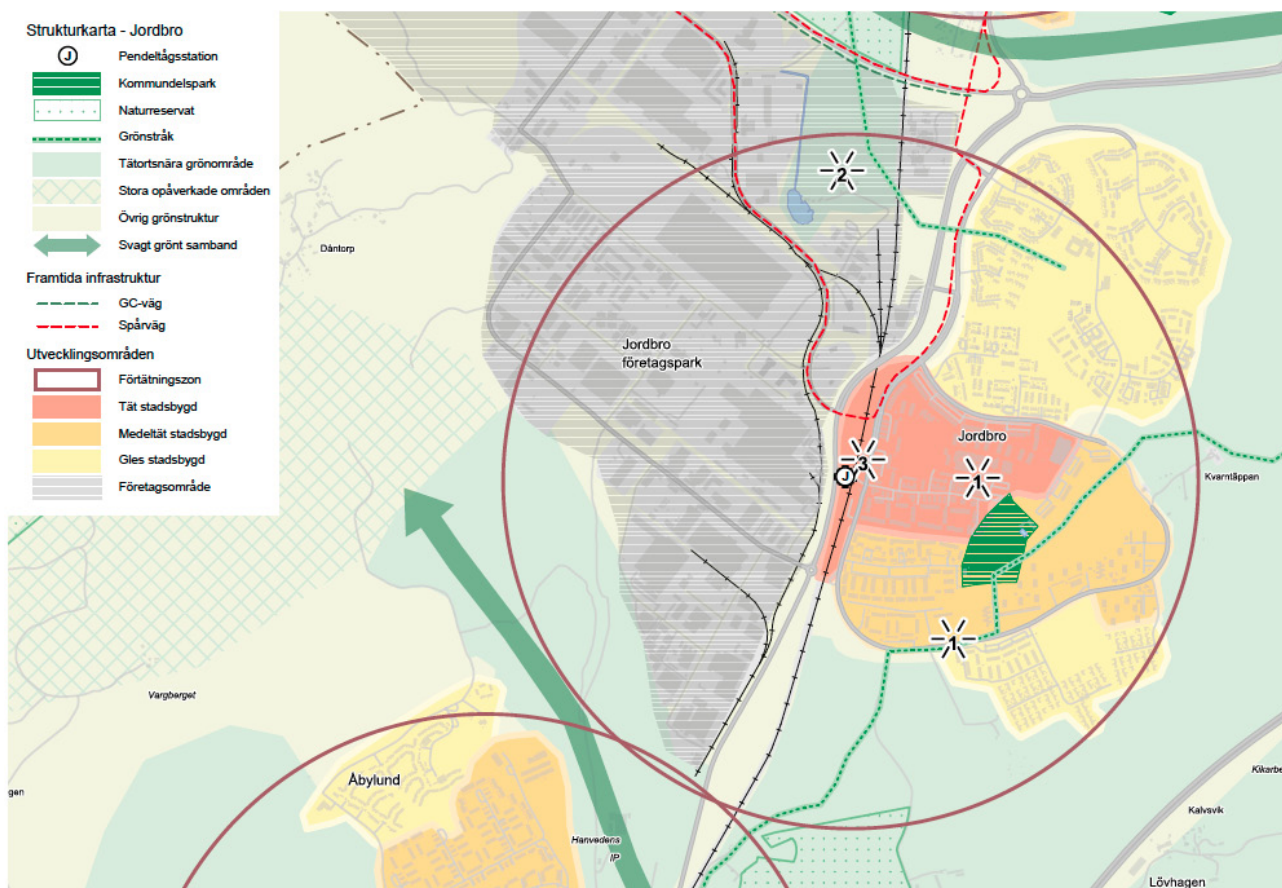 Strukturkarta - Jordbro
J
Pendeltågsstation
Kommundelspark
Naturreservat
Grönstråk
Tätortsnära grönområde
Stora opåverkade områden
Övrig grönstruktur
Svagt grönt samband
Framtida infrastruktur
GC-väg
Spårväg
Utvecklingsområden
Förtätningszon
Tät stadsbygd
Medeltät stadsbygd
Gles stadsbygd
Företagsområde
Dåntorp
2
Jordbro
företagspark
Jordbro
3
J
1
Kvarntäppan
1
Vargberget
Åbylund
gen
Hanvedens
IP
Kikarbe
Kalvsvik
Lövhagen